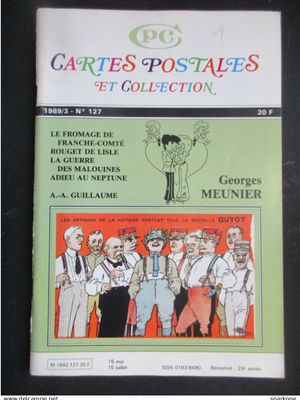 CPC
CARTES POSTALES
ET COLLECTION
1989/3 - N° 127
20 F
LE FROMAGE DE
FRANCHE-COMTÉ
ROUGET DE LISLE
LA GUERRE
DES MALOUINES
ADIEU AU NEPTUNE
A.-A. GUILLAUME
Georges
MEUNIER
LES ARTISANS DE LA VICTOIRE PORTENT TOUS LA BRETELLE GUYOT
M 1642-127-20 F
15 mai
15 juillet
ISSN 0183-8490
Bimestriel - 23e année